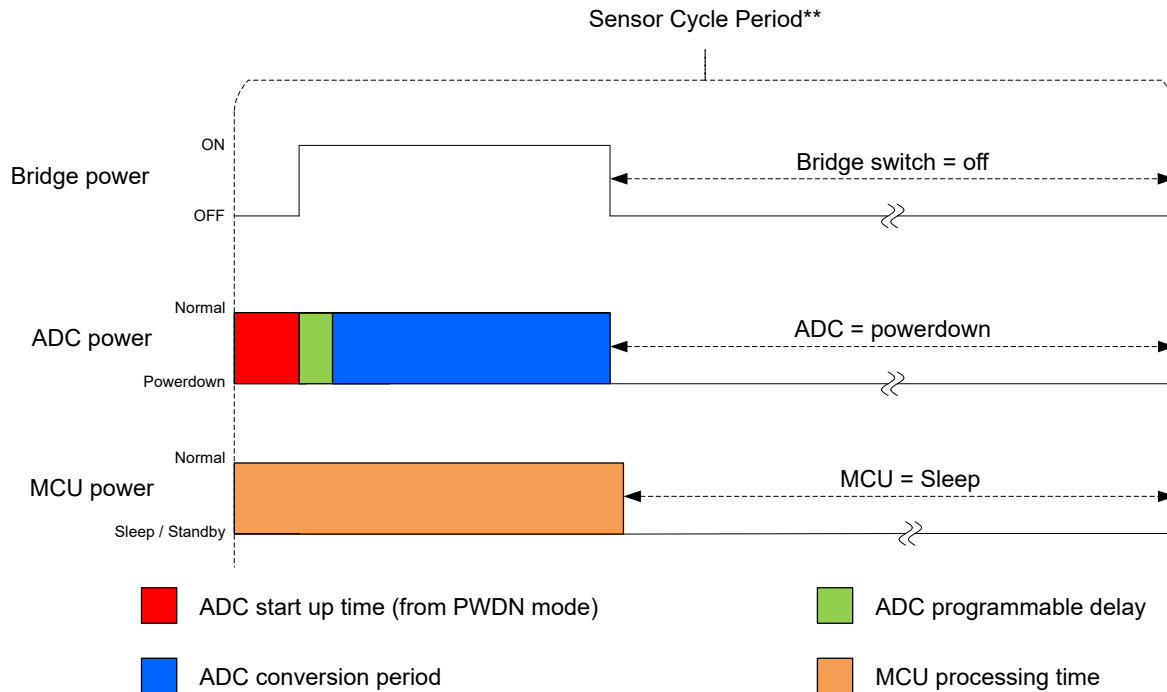 Sensor Cycle Period**
ON
Bridge power
Bridge switch = off
OFF
Normal
ADC power
ADC = powerdown
Powerdown
Normal
MCU power
MCU = Sleep
Sleep / Standby
ADC start up time (from PWDN mode)
ADC programmable delay
ADC conversion period
MCU processing time